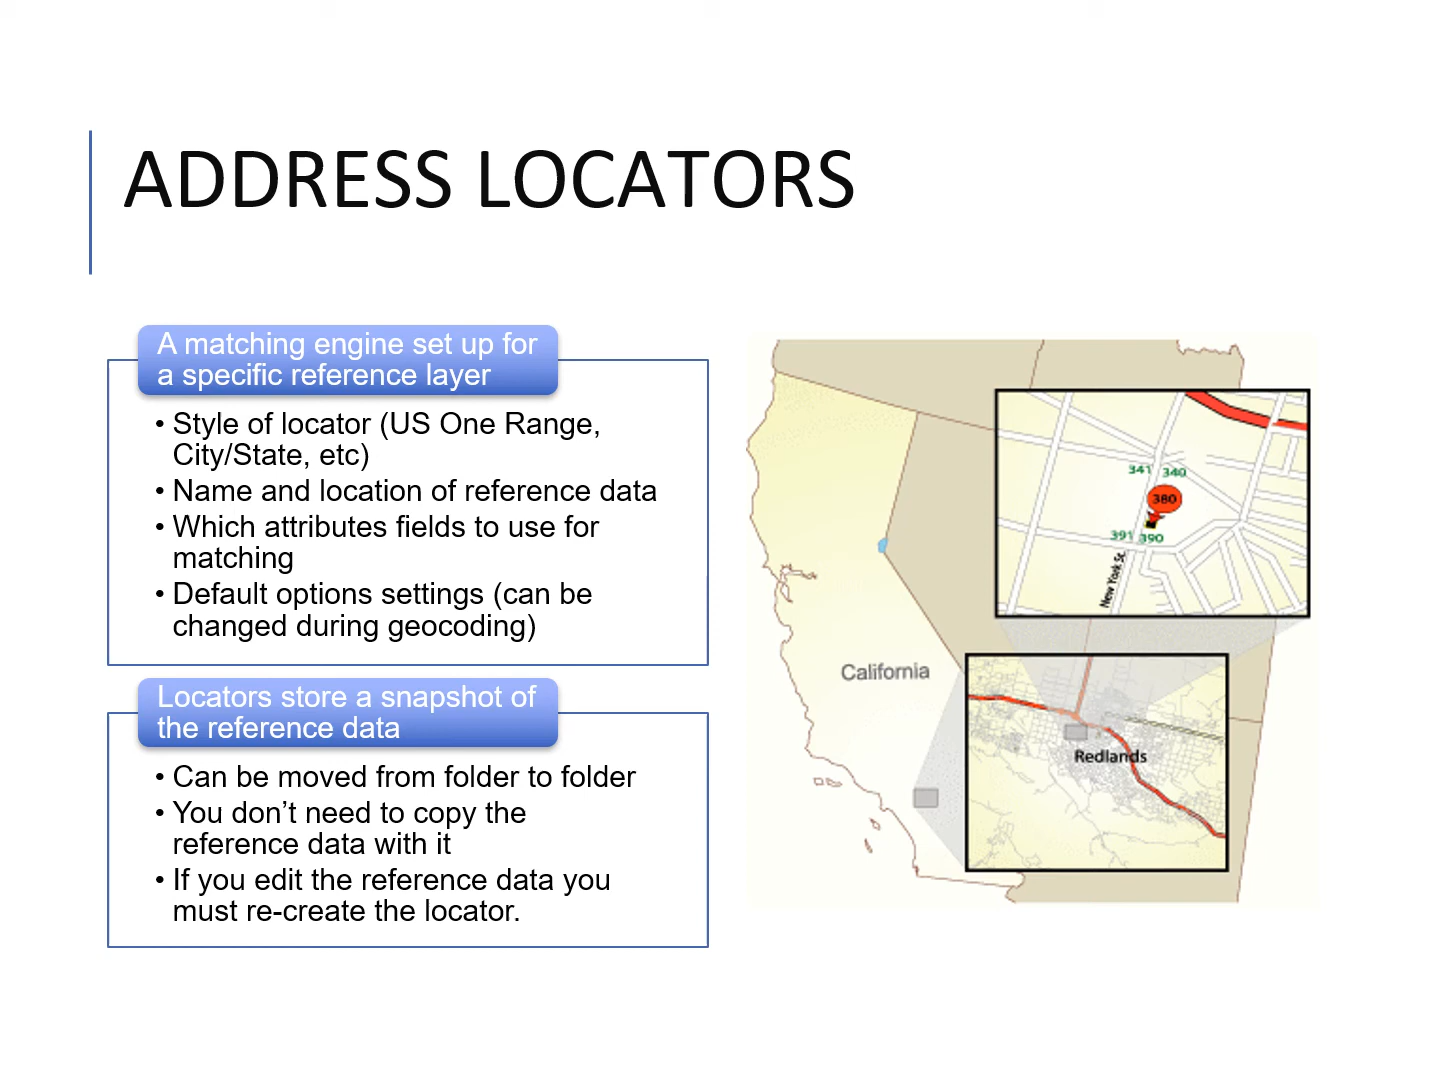 ADDRESS LOCATORS
A matching engine set up for
a specific reference layer
• Style of locator (US One Range,
City/State, etc)
• Name and location of reference data
• Which attributes fields to use for
matching
• Default options settings (can be
changed during geocoding)
Locators store a snapshot of
the reference data
• Can be moved from folder to folder
• You don’t need to copy the
reference data with it
• If you edit the reference data you
must re-create the locator.
341 340
380
391 390
New York St.
California
Redlands